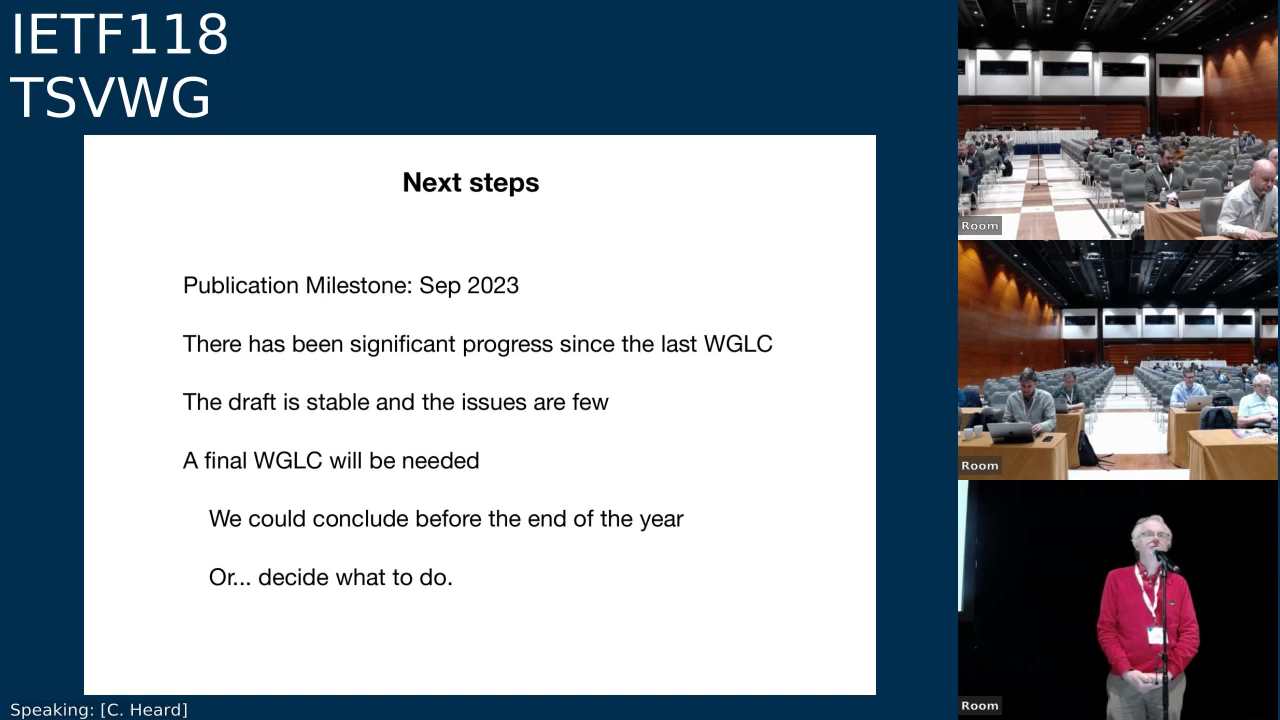 IETF118
TSVWG
Next steps
Publication Milestone: Sep 2023
There has been significant progress since the last WGLC
The draft is stable and the issues are few
A final WGLC will be needed
We could conclude before the end of the year
Or... decide what to do.
Speaking: [C. Heard]
Room
Room
Room